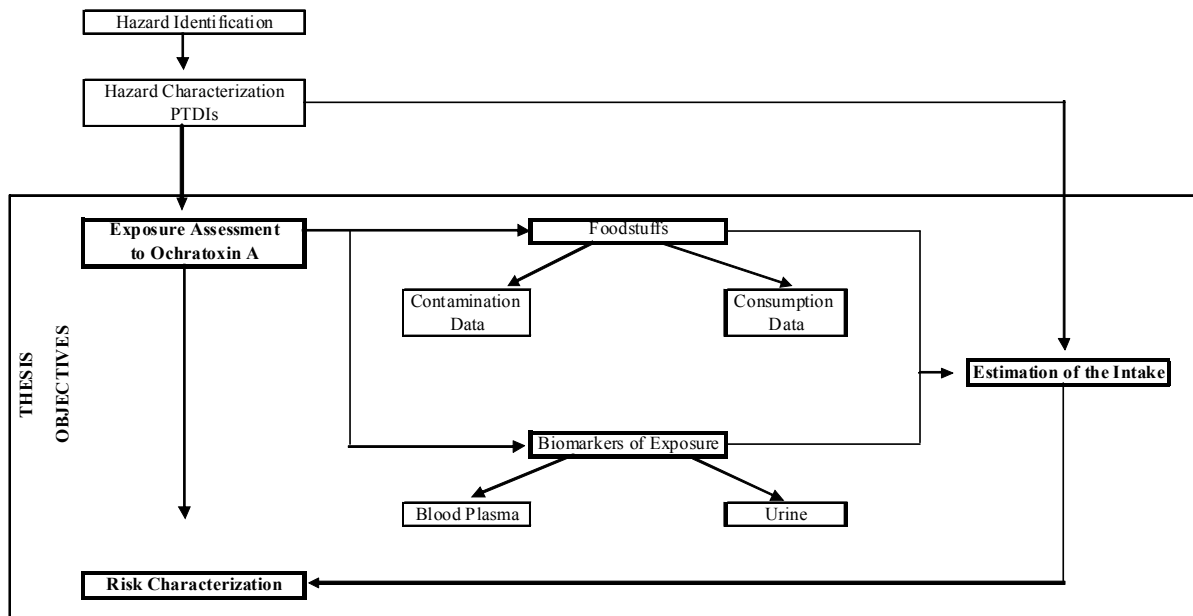 Hazard Identification
Hazard Characterization
PTDIs
Exposure Assessment
to Ochratoxin A
Foodstuffs
Contamination
Data
Consumption
Data
THESIS
OBJECTIVES
Estimation of the Intake
Biomarkers of Exposure
Blood Plasma
Urine
Risk Characterization